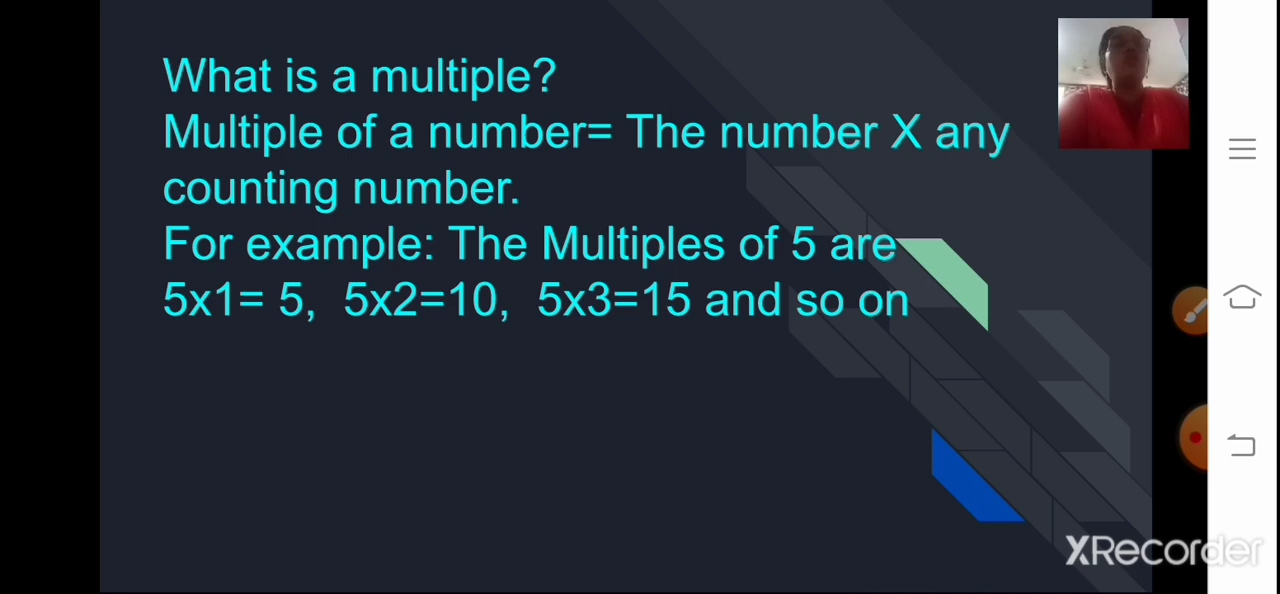 What is a multiple?
Multiple of a number= The number X any
counting number.
For example: The Multiples of 5 are
5x1= 5,  5x2=10,  5x3=15 and so on
XRecorder